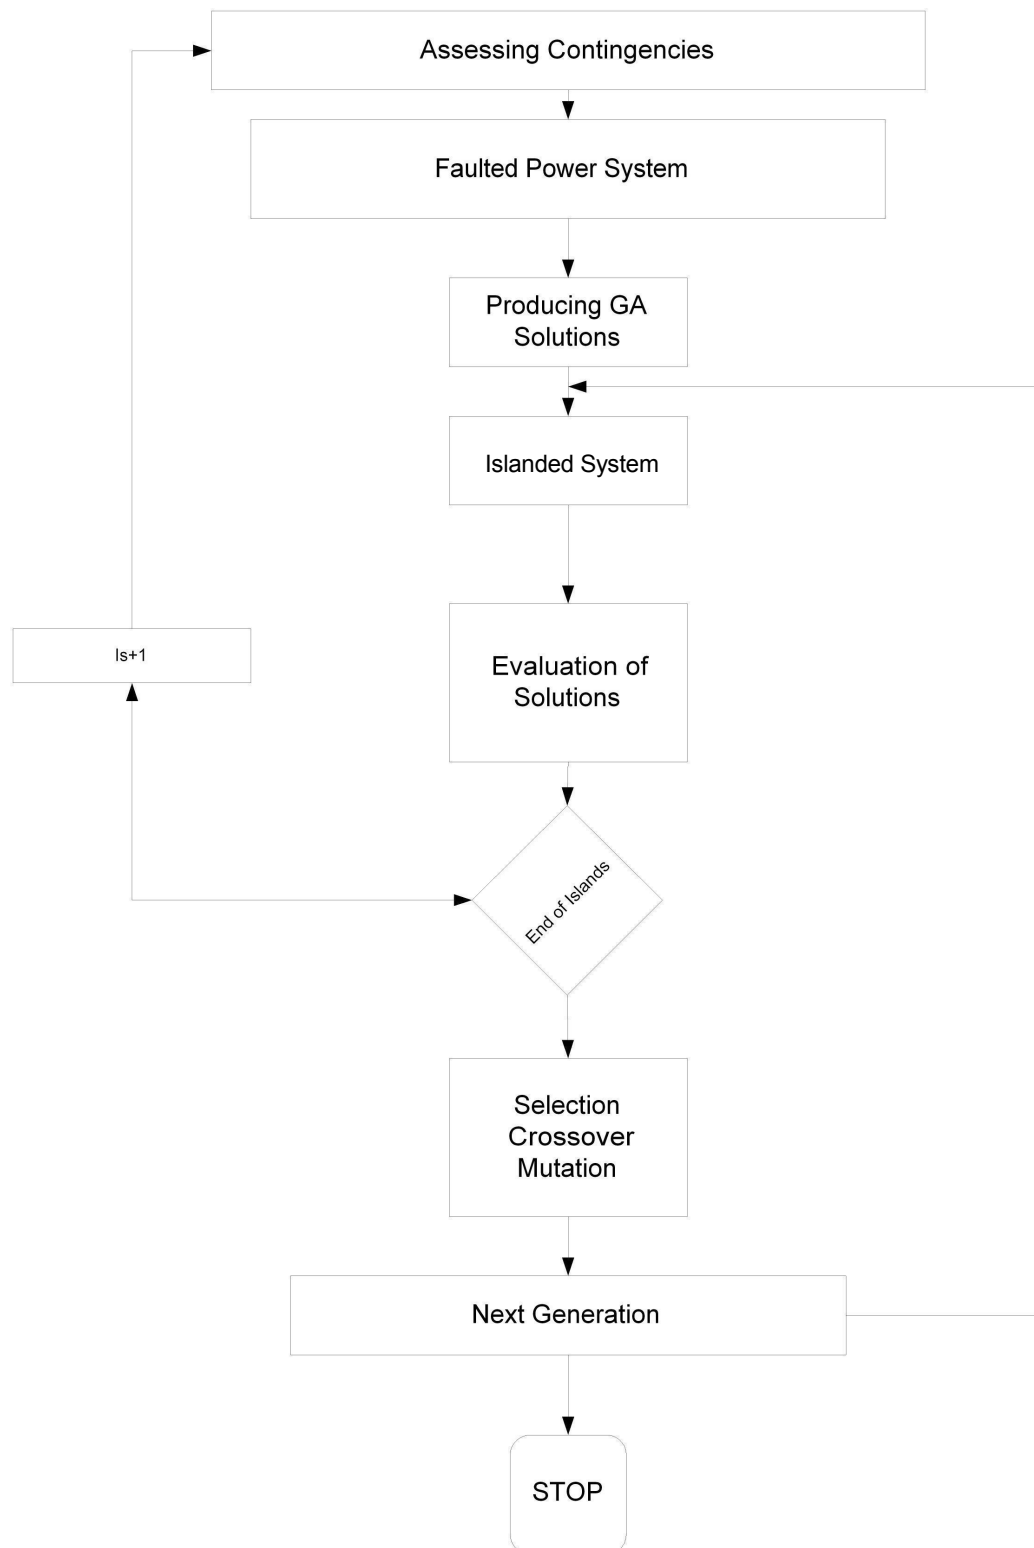 Assessing Contingencies
Faulted Power System
Producing GA
Solutions
Islanded System
Evaluation of
Solutions
Is+1
End of Islands
Selection
Crossover
Mutation
Next Generation
STOP